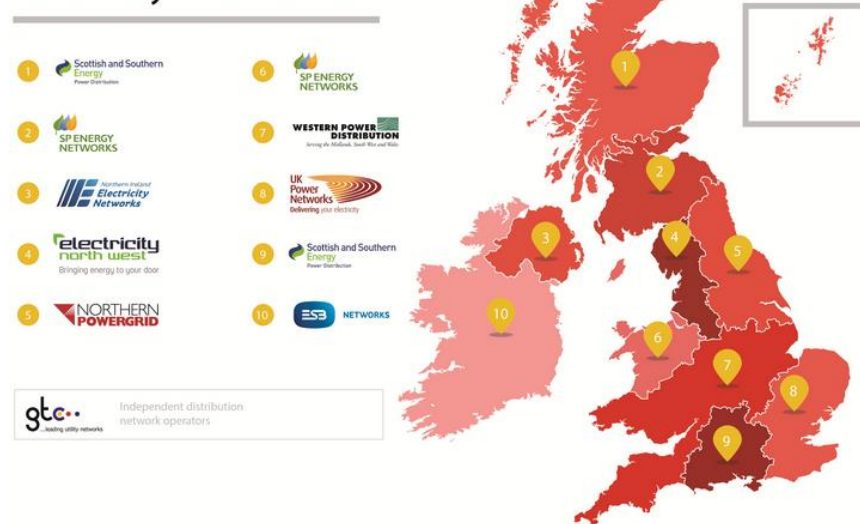 1
Scottish and Southern
Energy
Power Distribution
2
SP ENERGY
NETWORKS
3
Northern Ireland
Electricity
Networks
4
electricity
north west
Bringing energy to your door
5
NORTHERN
POWERGRID
6
SP ENERGY
NETWORKS
7
WESTERN POWER
DISTRIBUTION
Serving the Midlands, South West and Wales
8
UK
Power
Networks
Delivering your electricity
9
Scottish and Southern
Energy
Power Distribution
10
ESB NETWORKS
gtc
...leading utility networks
Independent distribution
network operators
1
2
3
4
5
10
6
7
8
9